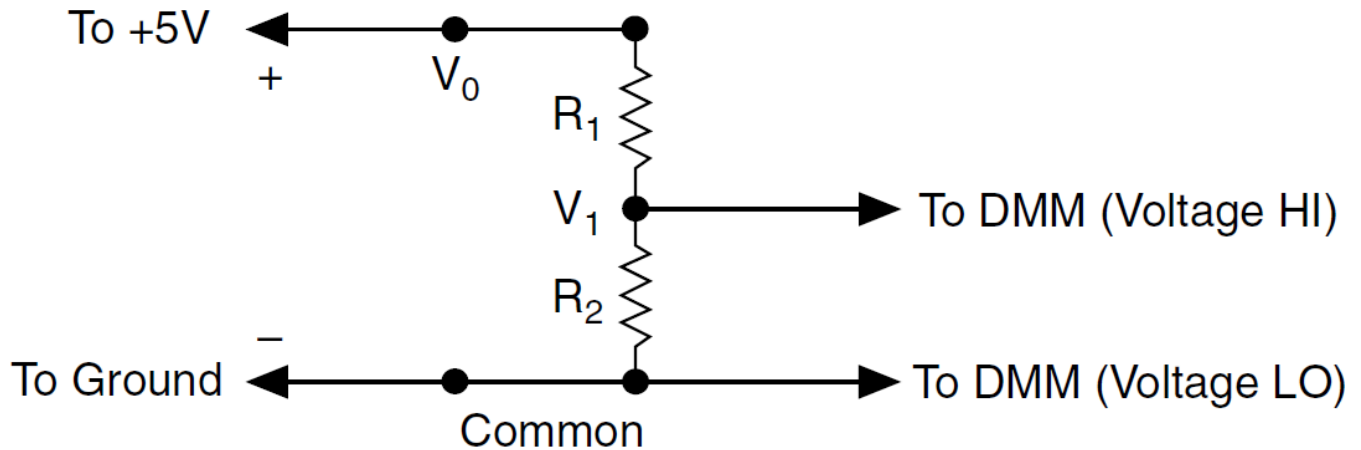 To +5V
+
V₀
R₁
V₁
To DMM (Voltage HI)
R₂
–
To Ground
To DMM (Voltage LO)
Common